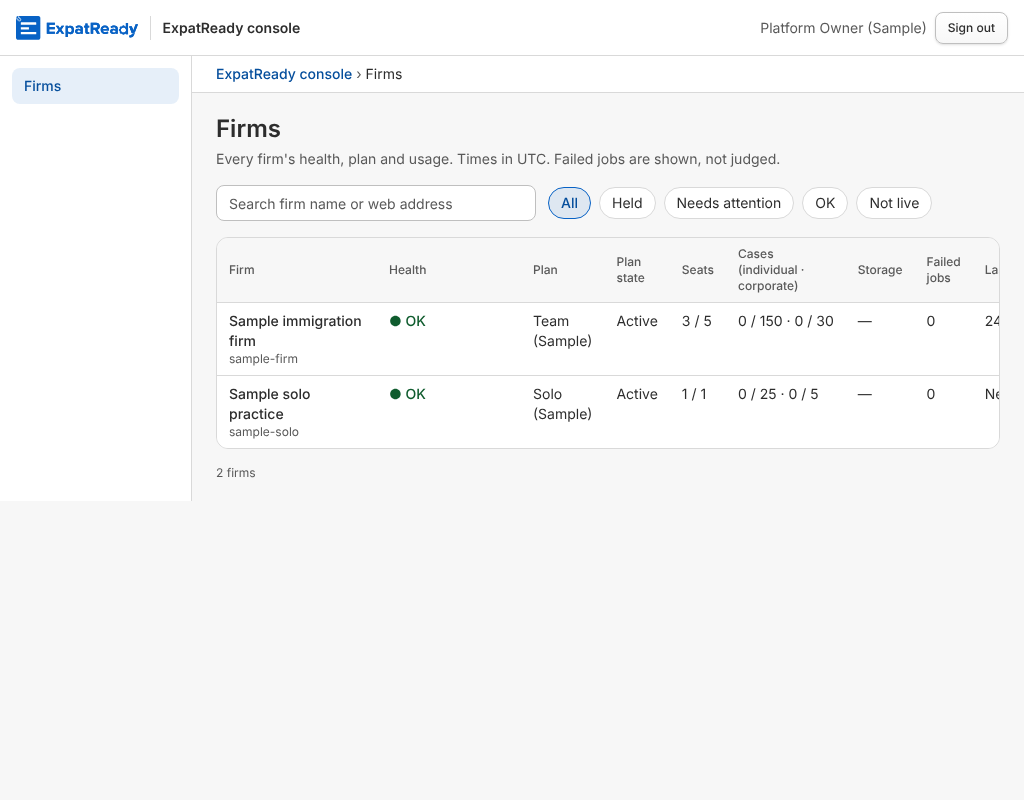 ExpatReady
ExpatReady console
Platform Owner (Sample)
Sign out
Firms
ExpatReady console › Firms
Firms
Every firm's health, plan and usage. Times in UTC. Failed jobs are shown, not judged.
Search firm name or web address
All
Held
Needs attention
OK
Not live
Firm
Health
Plan
Plan state
Seats
Cases (individual · corporate)
Storage
Failed jobs
Sample immigration firm
sample-firm
OK
Team (Sample)
Active
3 / 5
0 / 150 · 0 / 30
—
0
24
Sample solo practice
sample-solo
OK
Solo (Sample)
Active
1 / 1
0 / 25 · 0 / 5
—
0
2 firms